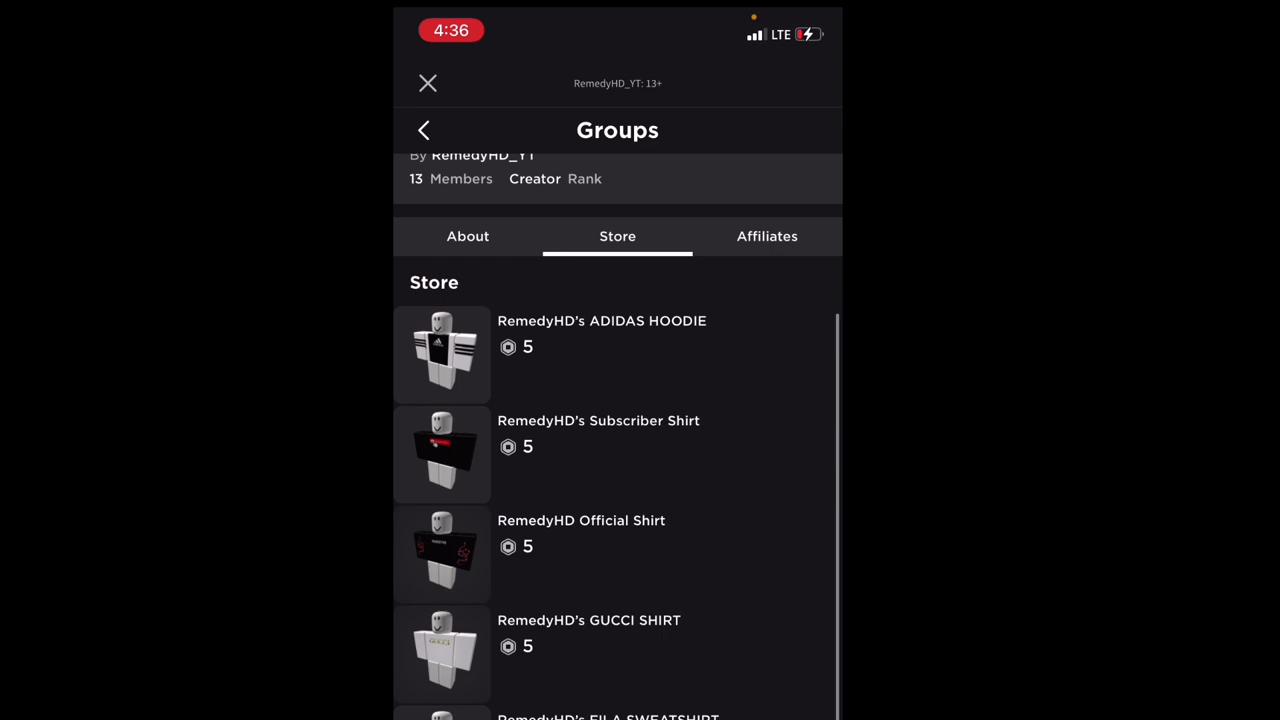 4:36
LTE
RemedyHD_YT: 13+
Groups
By RemedyHD_YT
13 Members Creator Rank
About Store Affiliates
Store
RemedyHD’s ADIDAS HOODIE
5
RemedyHD’s Subscriber Shirt
5
RemedyHD Official Shirt
5
RemedyHD’s GUCCI SHIRT
5
GUCCI
RemedyHD’s FILA SWEATSHIRT